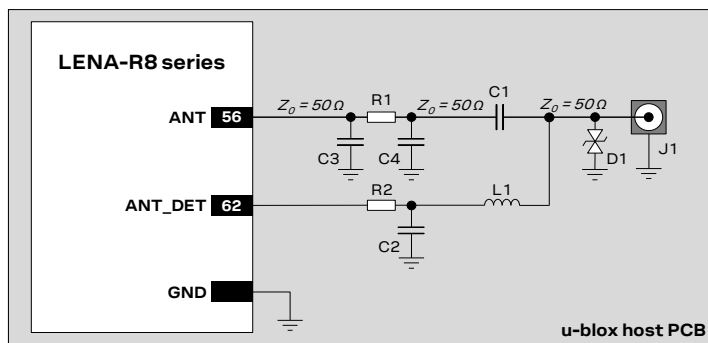 LENA-R8 series
C1
Z₀ = 50 Ω R1 Z₀ = 50 Ω Z₀ = 50 Ω
ANT 56
C3 C4 D1 J1
R2 L1
ANT_DET 62
C2
GND
u-blox host PCB